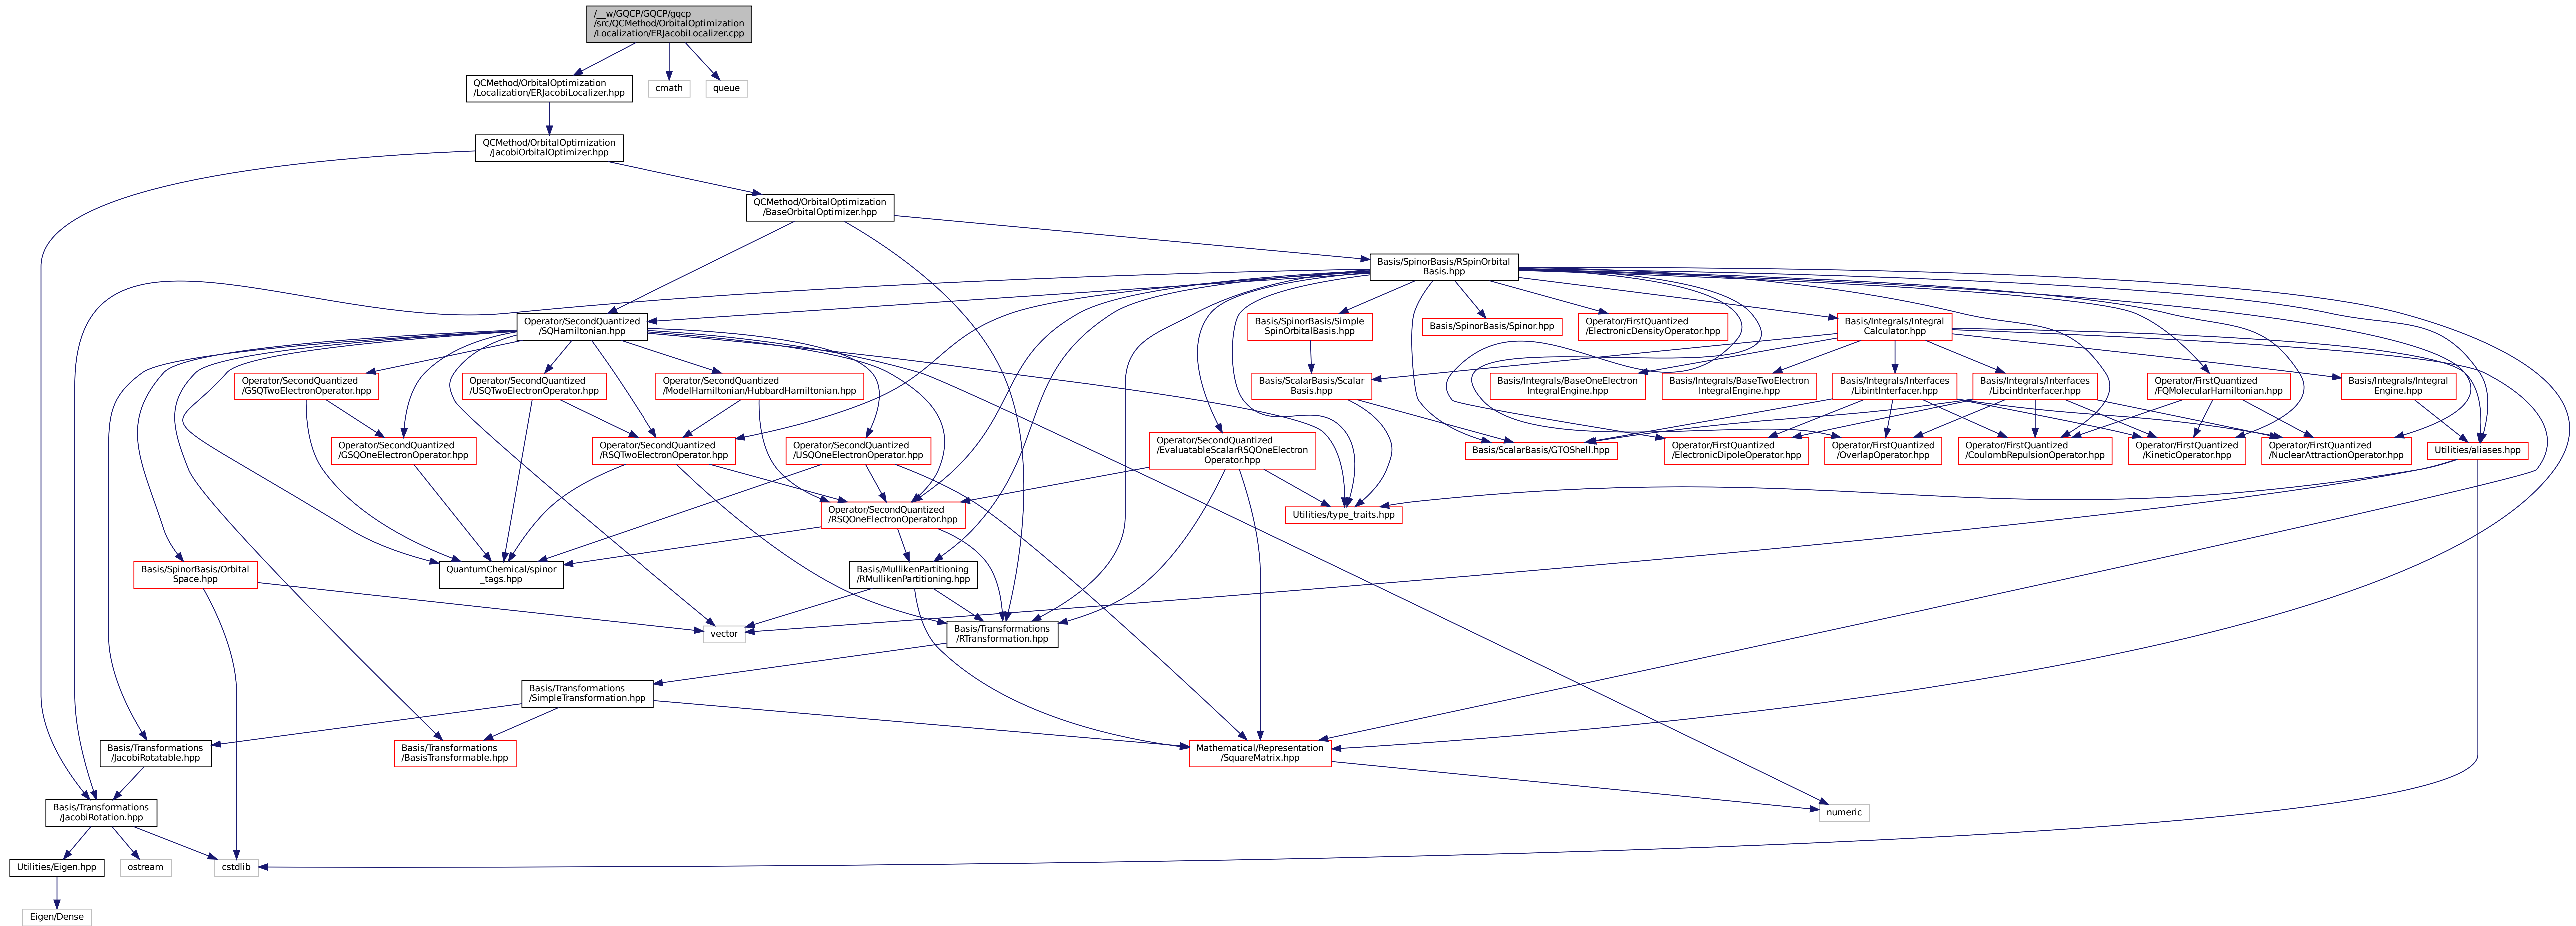 /__w/GQCP/GQCP/gqcp
/src/QCMethod/OrbitalOptimization
/Localization/ERJacobiLocalizer.cpp
QCMethod/OrbitalOptimization
/Localization/ERJacobiLocalizer.hpp
cmath
queue
QCMethod/OrbitalOptimization
/JacobiOrbitalOptimizer.hpp
QCMethod/OrbitalOptimization
/BaseOrbitalOptimizer.hpp
Basis/SpinorBasis/RSpinOrbital
Basis.hpp
Operator/SecondQuantized
/SQHamiltonian.hpp
Basis/SpinorBasis/Simple
SpinOrbitalBasis.hpp
Basis/SpinorBasis/Spinor.hpp
Operator/FirstQuantized
/ElectronicDensityOperator.hpp
Basis/Integrals/Integral
Calculator.hpp
Operator/SecondQuantized
/GSQTwoElectronOperator.hpp
Operator/SecondQuantized
/USQTwoElectronOperator.hpp
Operator/SecondQuantized
/ModelHamiltonian/HubbardHamiltonian.hpp
Basis/ScalarBasis/Scalar
Basis.hpp
Basis/Integrals/BaseOneElectron
IntegralEngine.hpp
Basis/Integrals/BaseTwoElectron
IntegralEngine.hpp
Basis/Integrals/Interfaces
/LibintInterfacer.hpp
Basis/Integrals/Interfaces
/LibcintInterfacer.hpp
Operator/FirstQuantized
/FQMolecularHamiltonian.hpp
Basis/Integrals/Integral
Engine.hpp
Operator/SecondQuantized
/GSQOneElectronOperator.hpp
Operator/SecondQuantized
/RSQTwoElectronOperator.hpp
Operator/SecondQuantized
/USQOneElectronOperator.hpp
Operator/SecondQuantized
/EvaluatableScalarRSQOneElectron
Operator.hpp
Basis/ScalarBasis/GTOShell.hpp
Operator/FirstQuantized
/ElectronicDipoleOperator.hpp
Operator/FirstQuantized
/OverlapOperator.hpp
Operator/FirstQuantized
/CoulombRepulsionOperator.hpp
Operator/FirstQuantized
/KineticOperator.hpp
Operator/FirstQuantized
/NuclearAttractionOperator.hpp
Utilities/aliases.hpp
Operator/SecondQuantized
/RSQOneElectronOperator.hpp
Utilities/type_traits.hpp
Basis/SpinorBasis/Orbital
Space.hpp
QuantumChemical/spinor
_tags.hpp
Basis/MullikenPartitioning
/RMullikenPartitioning.hpp
vector
Basis/Transformations
/RTransformation.hpp
Basis/Transformations
/SimpleTransformation.hpp
Basis/Transformations
/JacobiRotatable.hpp
Basis/Transformations
/BasisTransformable.hpp
Mathematical/Representation
/SquareMatrix.hpp
Basis/Transformations
/JacobiRotation.hpp
numeric
Utilities/Eigen.hpp
ostream
cstdlib
Eigen/Dense